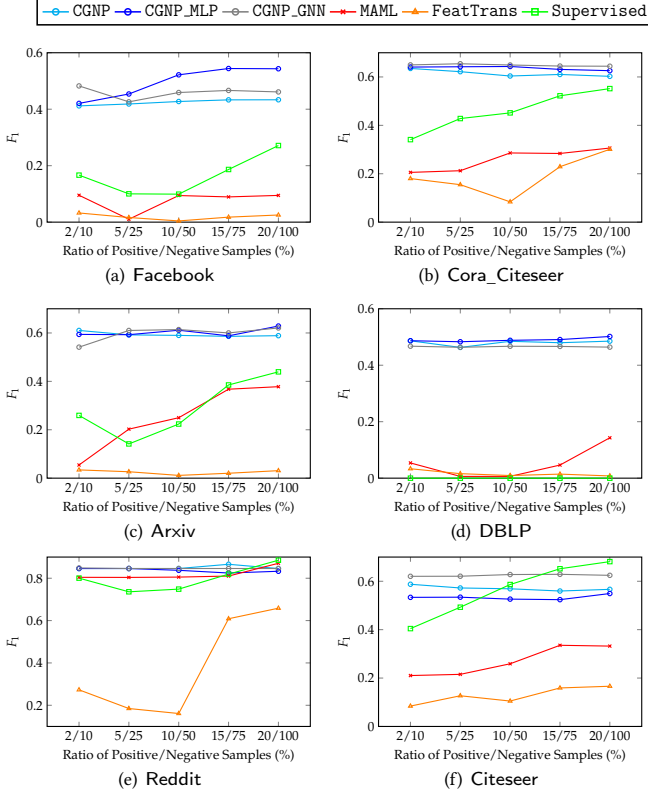 CGNP CGNP_MLP CGNP_GNN MAML FeatTrans Supervised
0.6
0.4
0.2
0
F1
2/10 5/25 10/50 15/75 20/100
Ratio of Positive/Negative Samples (%)
(a) Facebook
0.6
0.4
0.2
0
F1
2/10 5/25 10/50 15/75 20/100
Ratio of Positive/Negative Samples (%)
(b) Cora_Citeseer
0.6
0.4
0.2
0
F1
2/10 5/25 10/50 15/75 20/100
Ratio of Positive/Negative Samples (%)
(c) Arxiv
0.6
0.4
0.2
0
F1
2/10 5/25 10/50 15/75 20/100
Ratio of Positive/Negative Samples (%)
(d) DBLP
0.8
0.6
0.4
0.2
F1
2/10 5/25 10/50 15/75 20/100
Ratio of Positive/Negative Samples (%)
(e) Reddit
0.6
0.4
0.2
0
F1
2/10 5/25 10/50 15/75 20/100
Ratio of Positive/Negative Samples (%)
(f) Citeseer